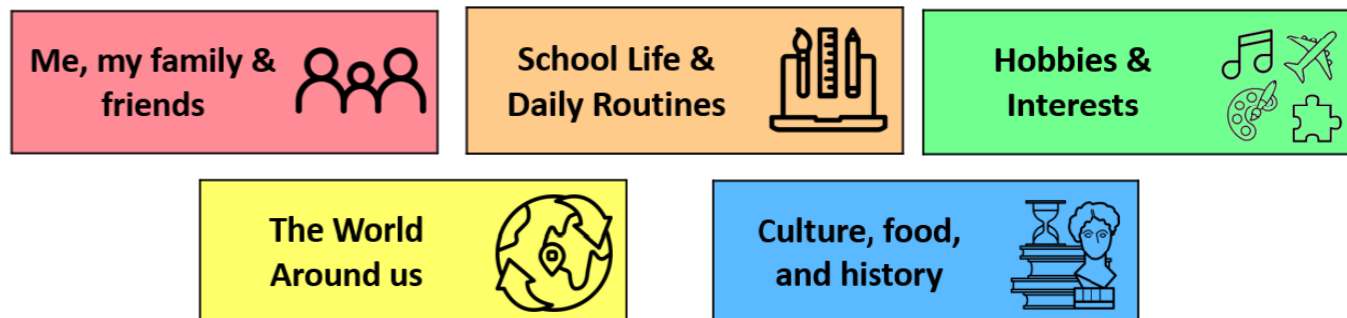 Me, my family &
friends
School Life &
Daily Routines
Hobbies &
Interests
The World
Around us
Culture, food,
and history